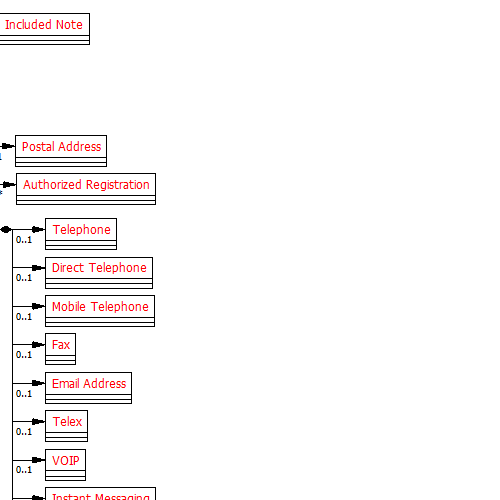 Included Note
Postal Address
1
Authorized Registration
*
Telephone
0..1
Direct Telephone
0..1
Mobile Telephone
0..1
Fax
0..1
Email Address
0..1
Telex
0..1
VOIP
0..1
Instant Messaging